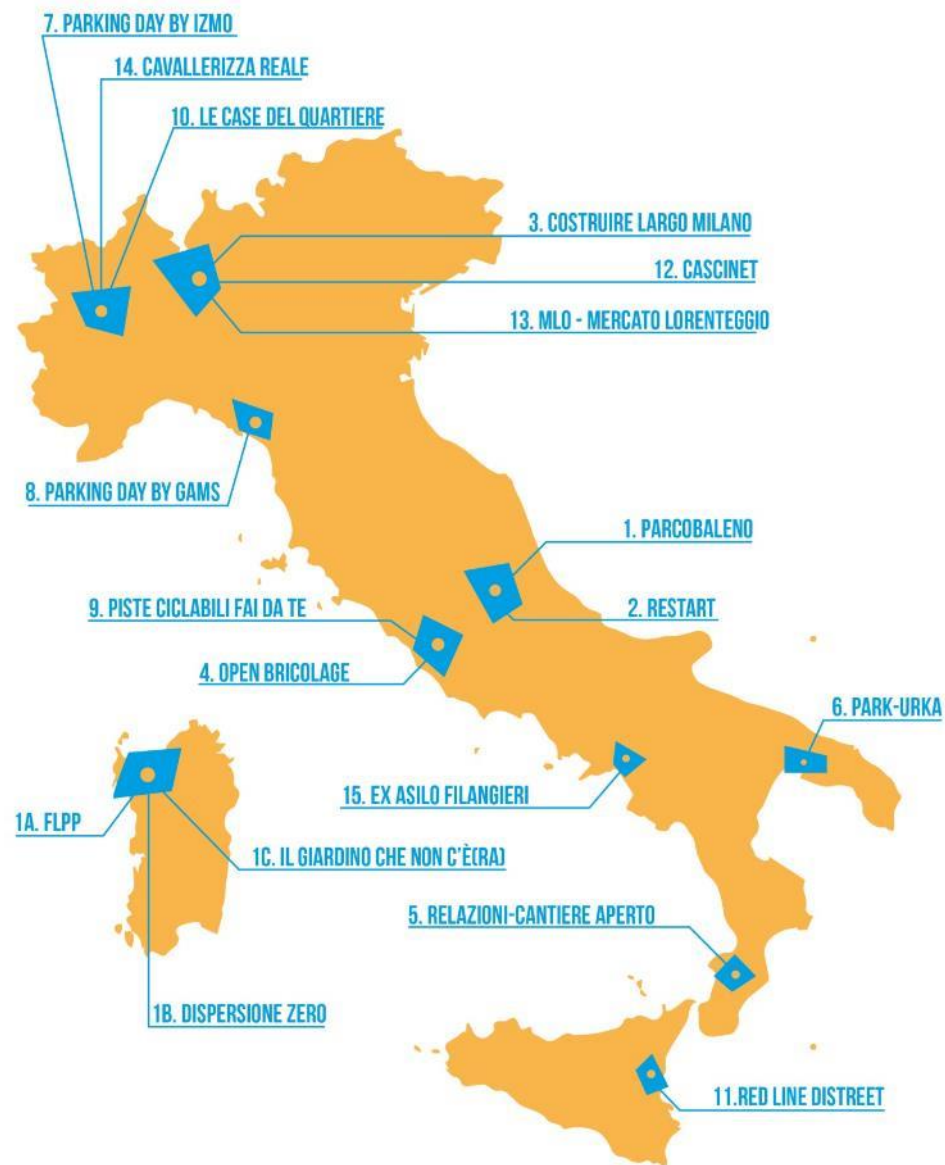 7. PARKING DAY BY IZMO
14. CAVALLERIZZA REALE
10. LE CASE DEL QUARTIERE
3. COSTRUIRE LARGO MILANO
12. CASCINET
13. MLO - MERCATO LORENTEGGIO
8. PARKING DAY BY GAMS
1. PARCOBALENO
9. PISTE CICLABILI FAI DA TE
2. RESTART
4. OPEN BRICOLAGE
6. PARK-URKA
15. EX ASILO FILANGIERI
1A. FLPP
1C. IL GIARDINO CHE NON C'È(RA)
5. RELAZIONI-CANTIERE APERTO
1B. DISPERSIONE ZERO
11.RED LINE DISTREET